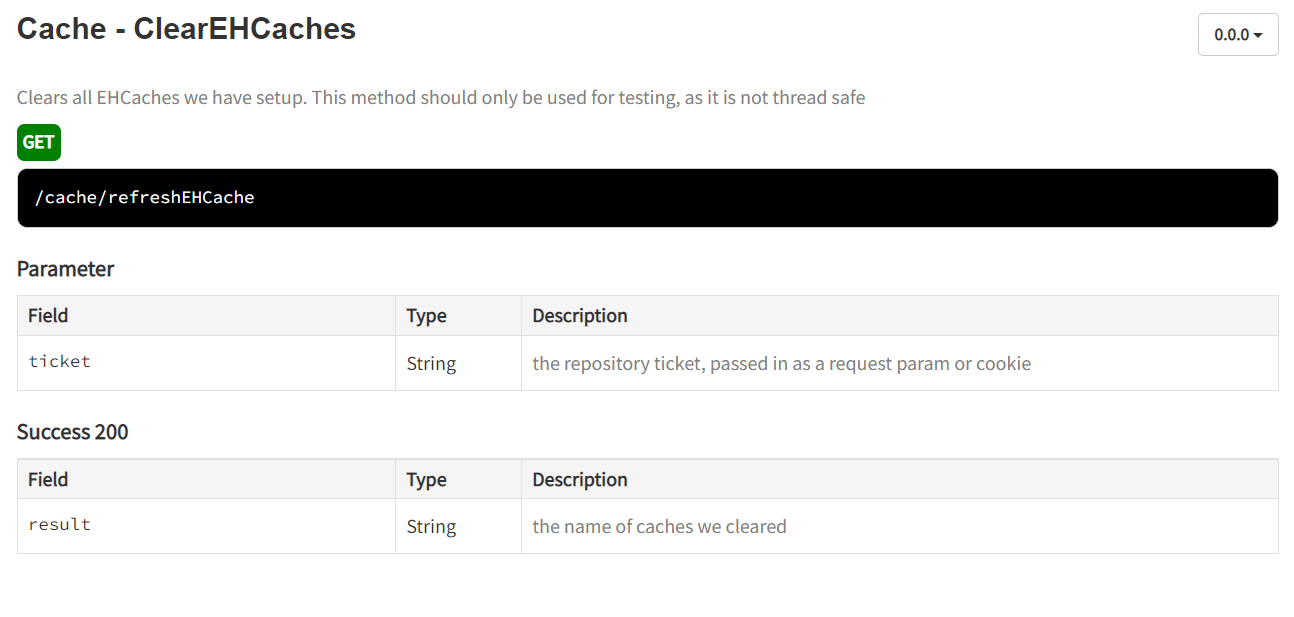 Cache - ClearEHCaches
0.0.0
Clears all EHCaches we have setup. This method should only be used for testing, as it is not thread safe
GET
/cache/refreshEHCache
Parameter
Field Type Description
ticket String the repository ticket, passed in as a request param or cookie
Success 200
Field Type Description
result String the name of caches we cleared